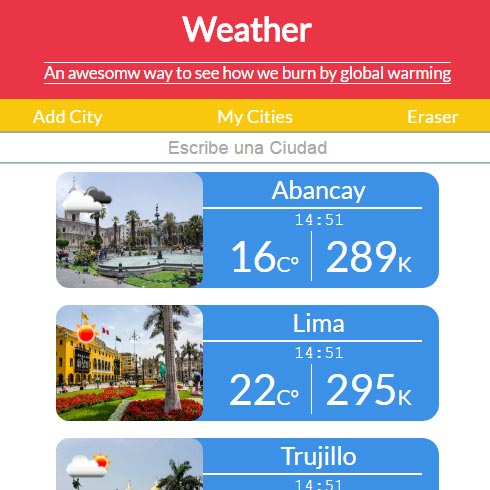 Weather
An awesomw way to see how we burn by global warming
Add City My Cities Eraser
Escribe una Ciudad
Abancay
14:51
16C° 289K
Lima
14:51
22C° 295K
Trujillo
14:51